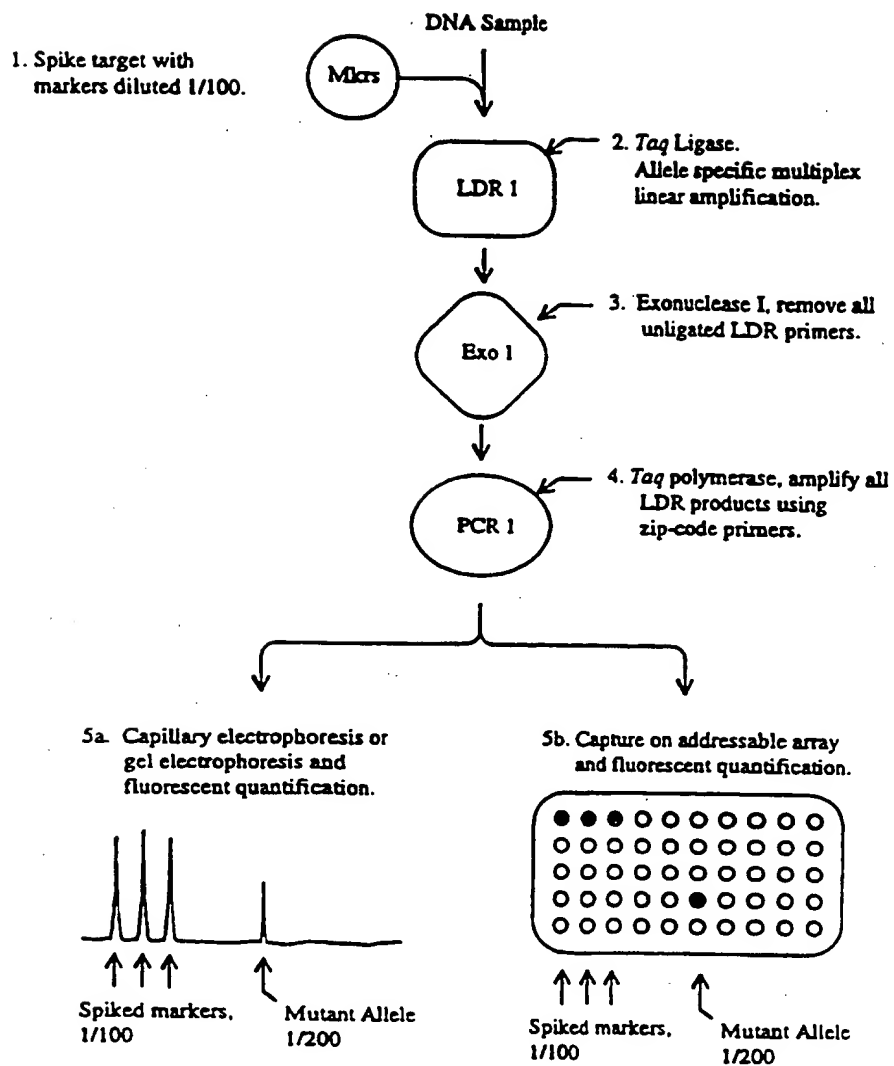 DNA Sample
1. Spike target with
markers diluted 1/100.
Mkrs
2. Taq Ligase.
Allele specific multiplex
linear amplification.
LDR 1
3. Exonuclease I, remove all
unligated LDR primers.
Exo 1
4. Taq polymerase, amplify all
LDR products using
zip-code primers.
PCR 1
5a. Capillary electrophoresis or
gel electrophoresis and
fluorescent quantification.
5b. Capture on addressable array
and fluorescent quantification.
Spiked markers,
1/100
Mutant Allele
1/200
Spiked markers,
1/100
Mutant Allele
1/200